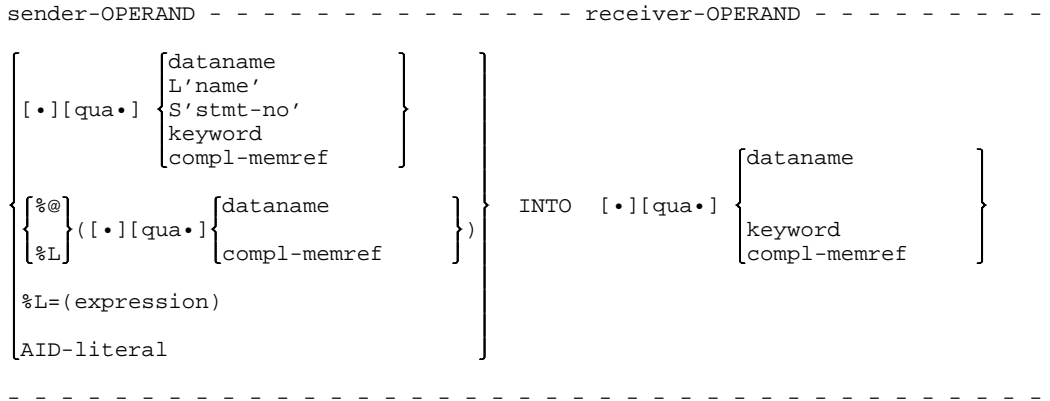 sender-OPERAND - - - - - - - - - - - - - - receiver-OPERAND - - - - - - - - -
dataname
L'name'
[•][qua•] S'stmt-no'
keyword
compl-memref dataname
%@ dataname INTO [•][qua•]
([•][qua•] )
keyword
%L compl-memref compl-memref
%L=(expression)
AID-literal
- - - - - - - - - - - - - - - - - - - - - - - - - - - - - - - - - - - - - - -